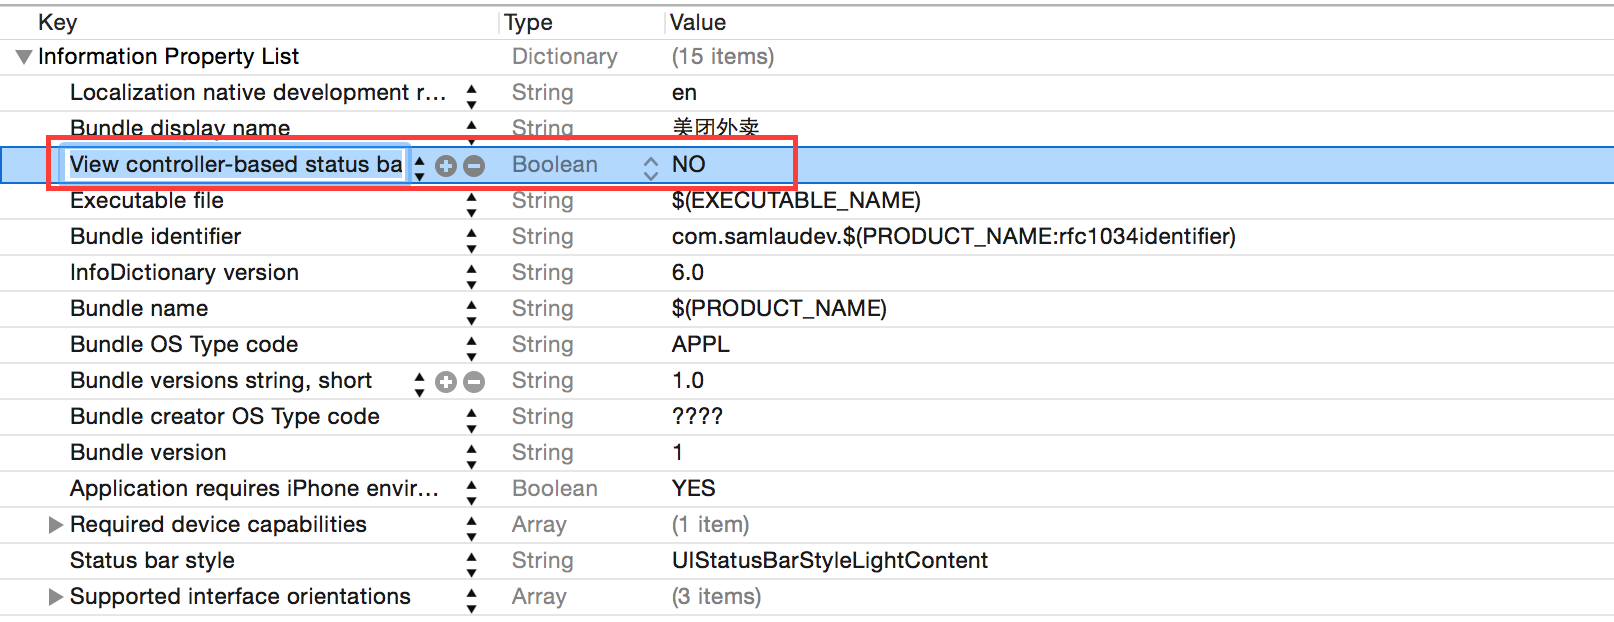 Key Type Value
Information Property List Dictionary (15 items)
Localization native development r... String en
Bundle display name String 美团外卖
View controller-based status ba Boolean NO
Executable file String $(EXECUTABLE_NAME)
Bundle identifier String com.samlaudev.$(PRODUCT_NAME:rfc1034identifier)
InfoDictionary version String 6.0
Bundle name String $(PRODUCT_NAME)
Bundle OS Type code String APPL
Bundle versions string, short String 1.0
Bundle creator OS Type code String ????
Bundle version String 1
Application requires iPhone envir... Boolean YES
Required device capabilities Array (1 item)
Status bar style String UIStatusBarStyleLightContent
Supported interface orientations Array (3 items)